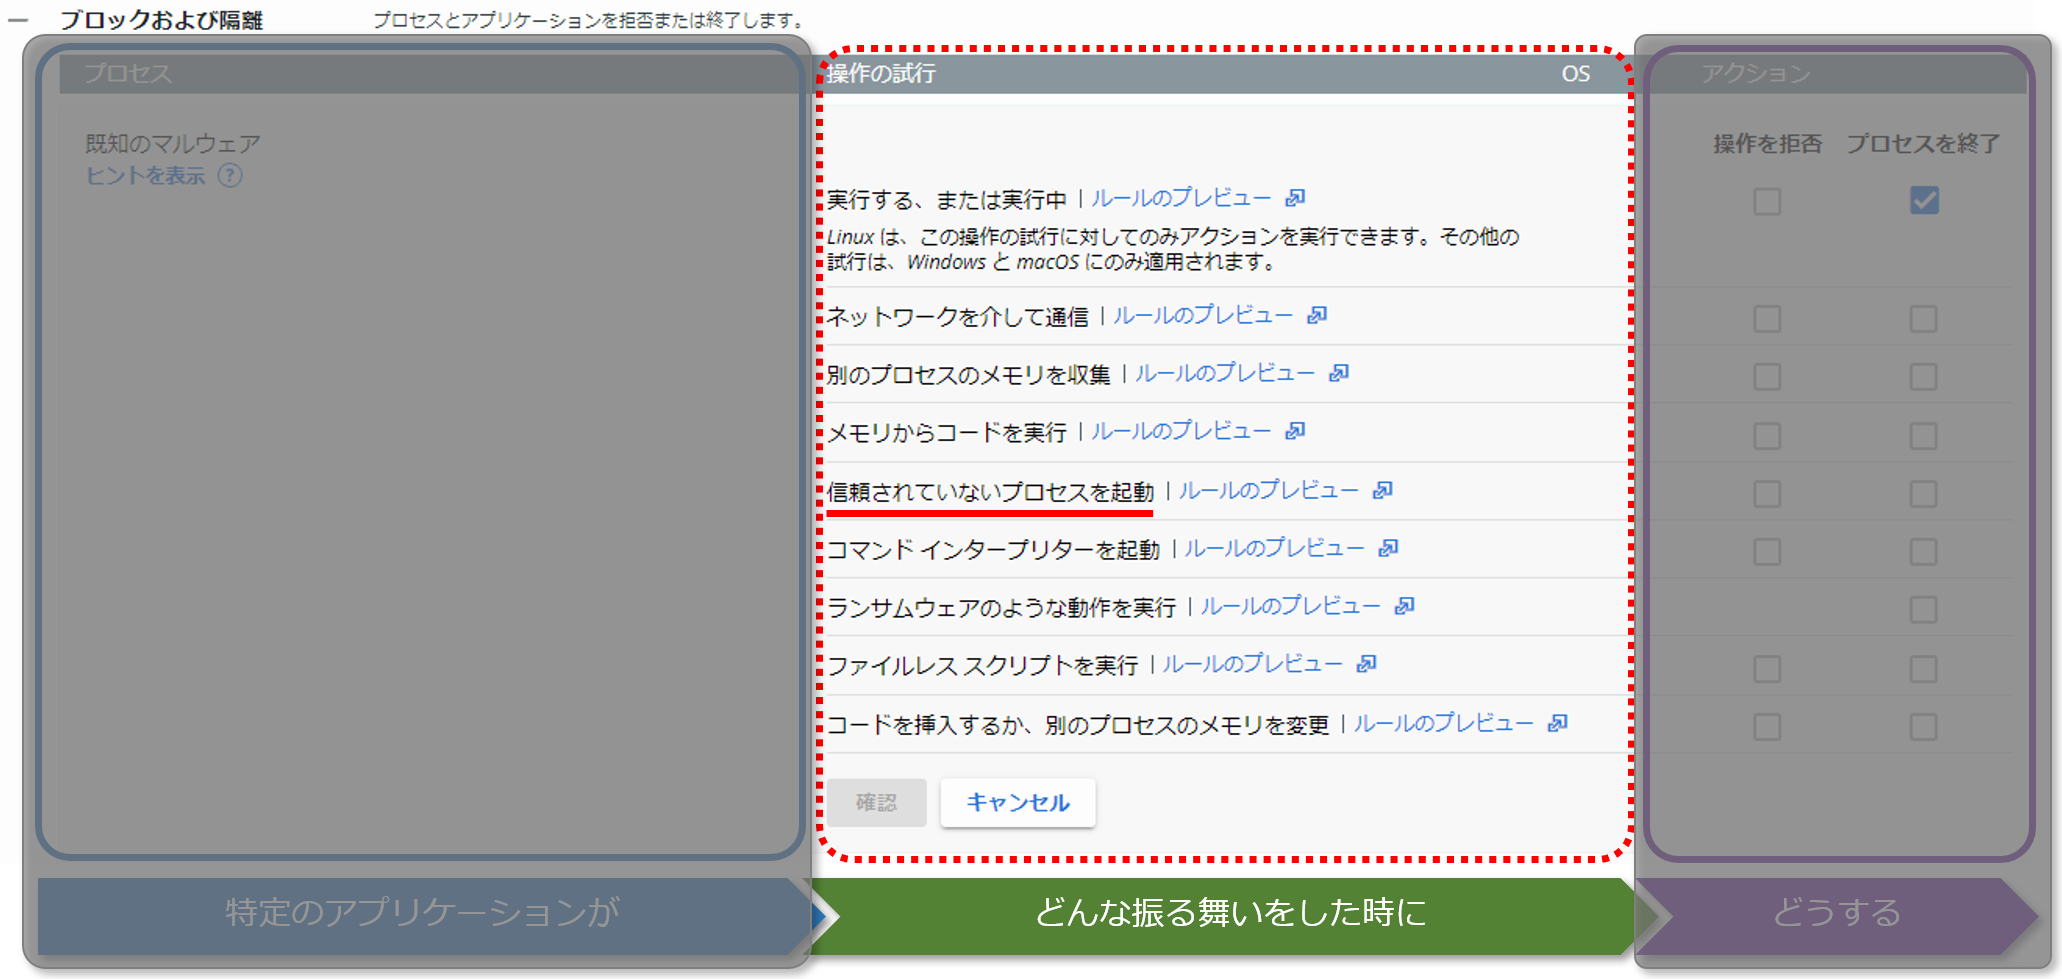 ブロックおよび隔離 プロセスとアプリケーションを拒否または終了します。
プロセス
操作の試行 OS
アクション
既知のマルウェア
ヒントを表示 ?
操作を拒否 プロセスを終了
実行する、または実行中 | ルールのプレビュー
Linux は、この操作の試行に対してのみアクションを実行できます。その他の
試行は、Windows と macOS にのみ適用されます。
ネットワークを介して通信 | ルールのプレビュー
別のプロセスのメモリを収集 | ルールのプレビュー
メモリからコードを実行 | ルールのプレビュー
信頼されていないプロセスを起動 | ルールのプレビュー
コマンド インタープリターを起動 | ルールのプレビュー
ランサムウェアのような動作を実行 | ルールのプレビュー
ファイルレス スクリプトを実行 | ルールのプレビュー
コードを挿入するか、別のプロセスのメモリを変更 | ルールのプレビュー
確認 キャンセル
特定のアプリケーションが
どんな振る舞いをした時に
どうする